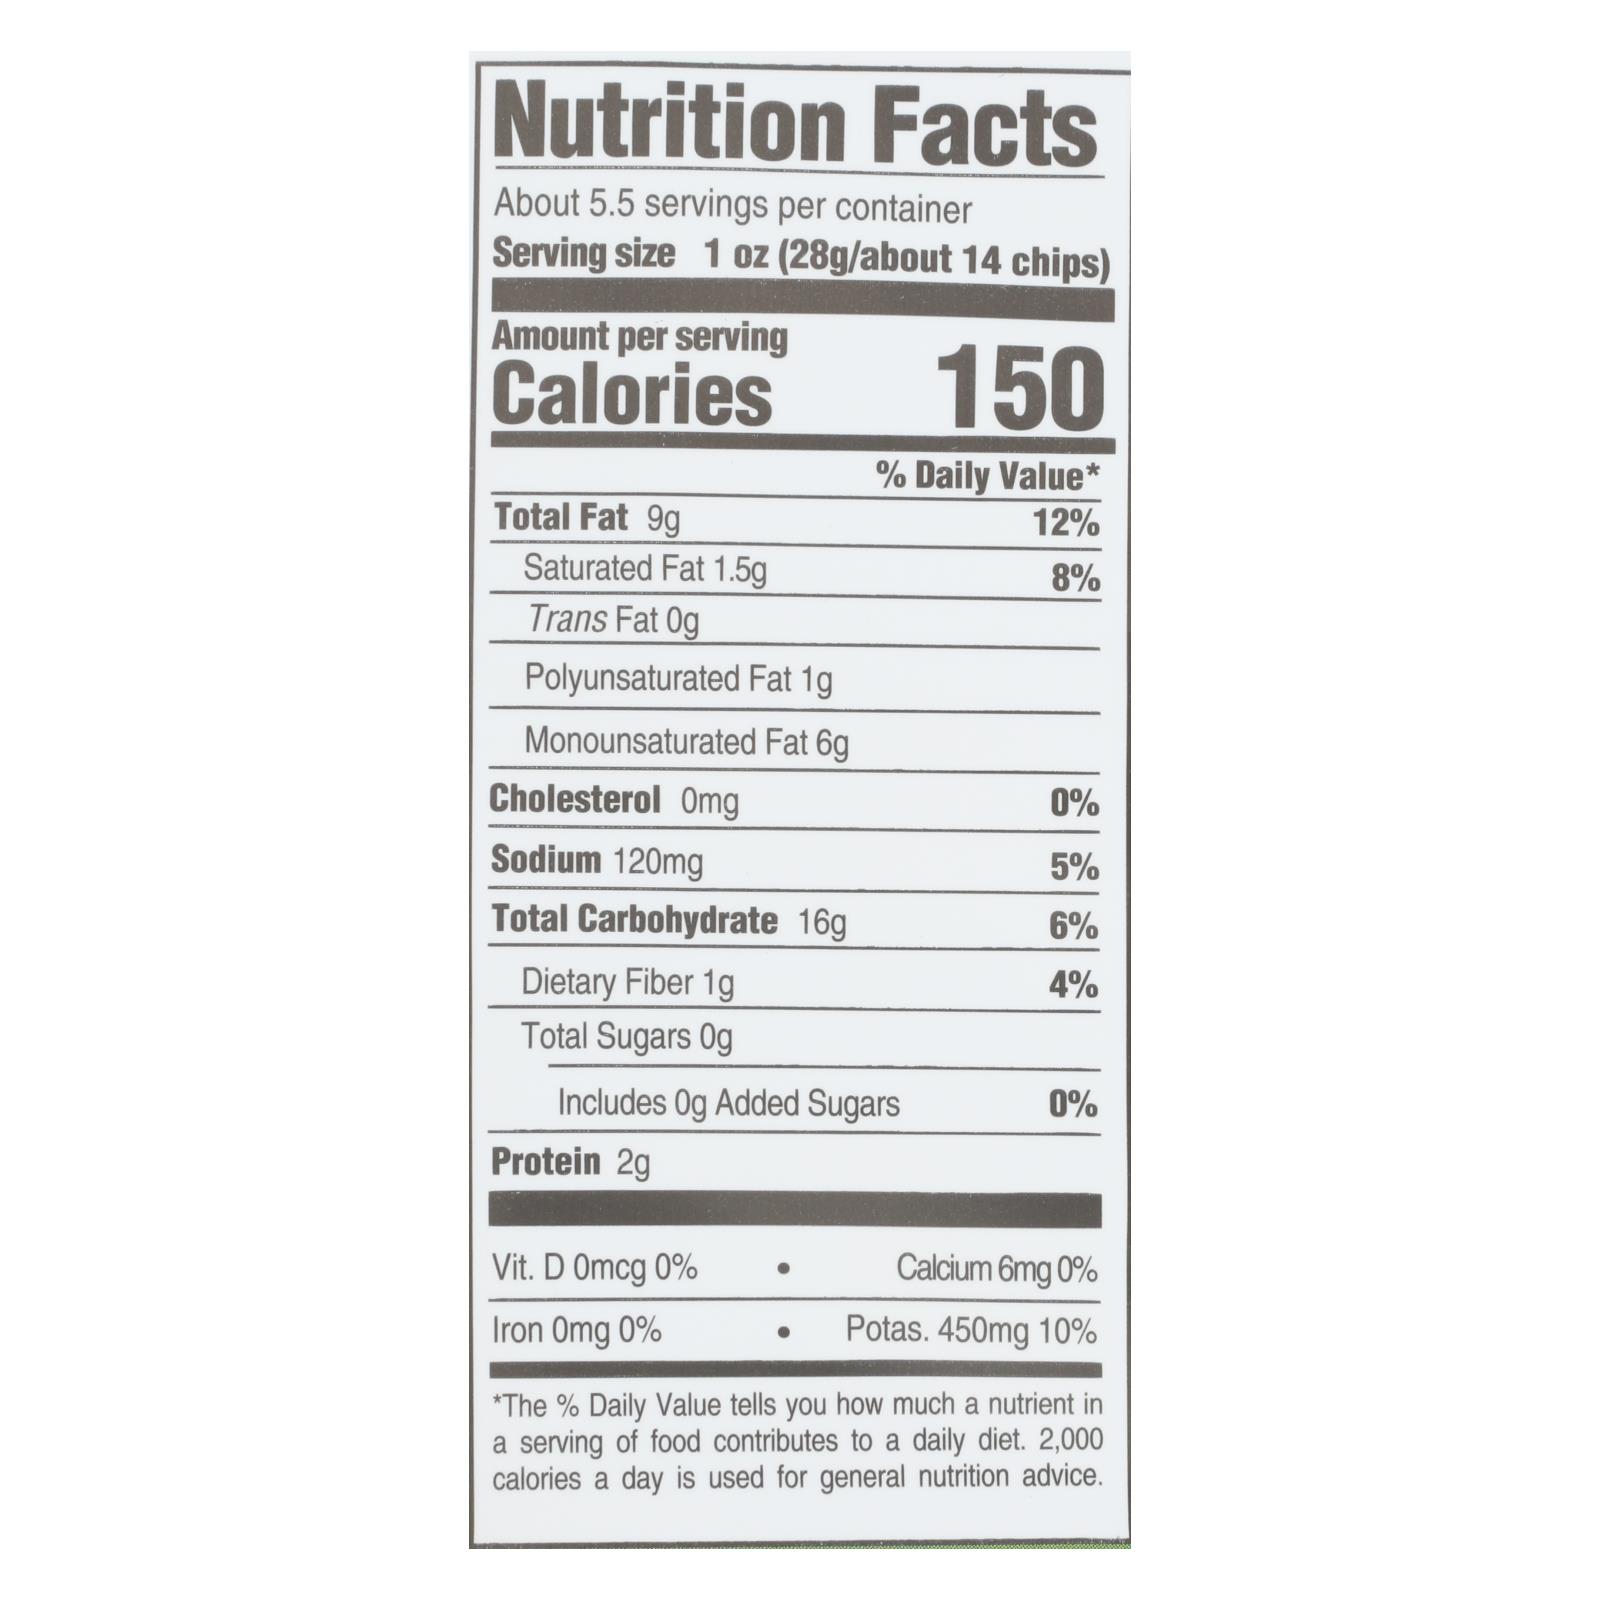 Nutrition Facts
About 5.5 servings per container
Serving size 1 oz (28g/about 14 chips)
Amount per serving
Calories 150
% Daily Value*
Total Fat 9g 12%
Saturated Fat 1.5g 8%
Trans Fat 0g
Polyunsaturated Fat 1g
Monounsaturated Fat 6g
Cholesterol 0mg 0%
Sodium 120mg 5%
Total Carbohydrate 16g 6%
Dietary Fiber 1g 4%
Total Sugars 0g
Includes 0g Added Sugars 0%
Protein 2g
Vit. D 0mcg 0% • Calcium 6mg 0%
Iron 0mg 0% • Potas. 450mg 10%
*The % Daily Value tells you how much a nutrient in
a serving of food contributes to a daily diet. 2,000
calories a day is used for general nutrition advice.